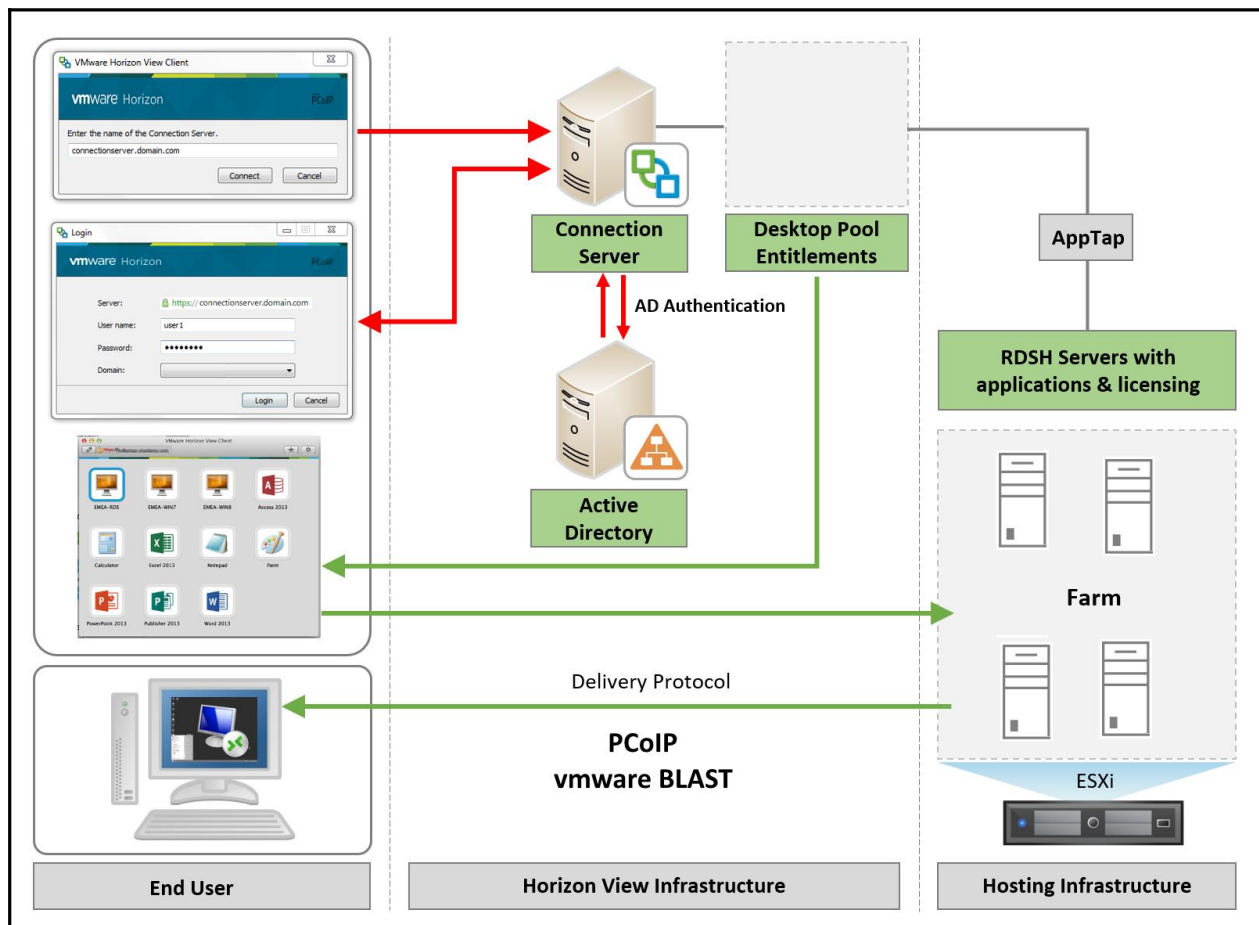 VMware Horizon View Client
vmware Horizon
PCoIP
Enter the name of the Connection Server.
connectionserver.domain.com
Connect
Cancel
Login
vmware Horizon
PCoIP
Server:
https://connectionserver.domain.com
User name:
user1
Password:
Domain:
Login
Cancel
VMware Horizon View Client
EMEA-RDS
EMEA-WIN7
EMEA-WIN8
Access 2013
Calculator
Excel 2013
Notepad
Paint
PowerPoint 2013
Publisher 2013
Word 2013
End User
Connection
Server
Desktop Pool
Entitlements
AD Authentication
Active
Directory
Delivery Protocol
PCoIP
vmware BLAST
Horizon View Infrastructure
AppTap
RDSH Servers with
applications & licensing
Farm
ESXi
Hosting Infrastructure